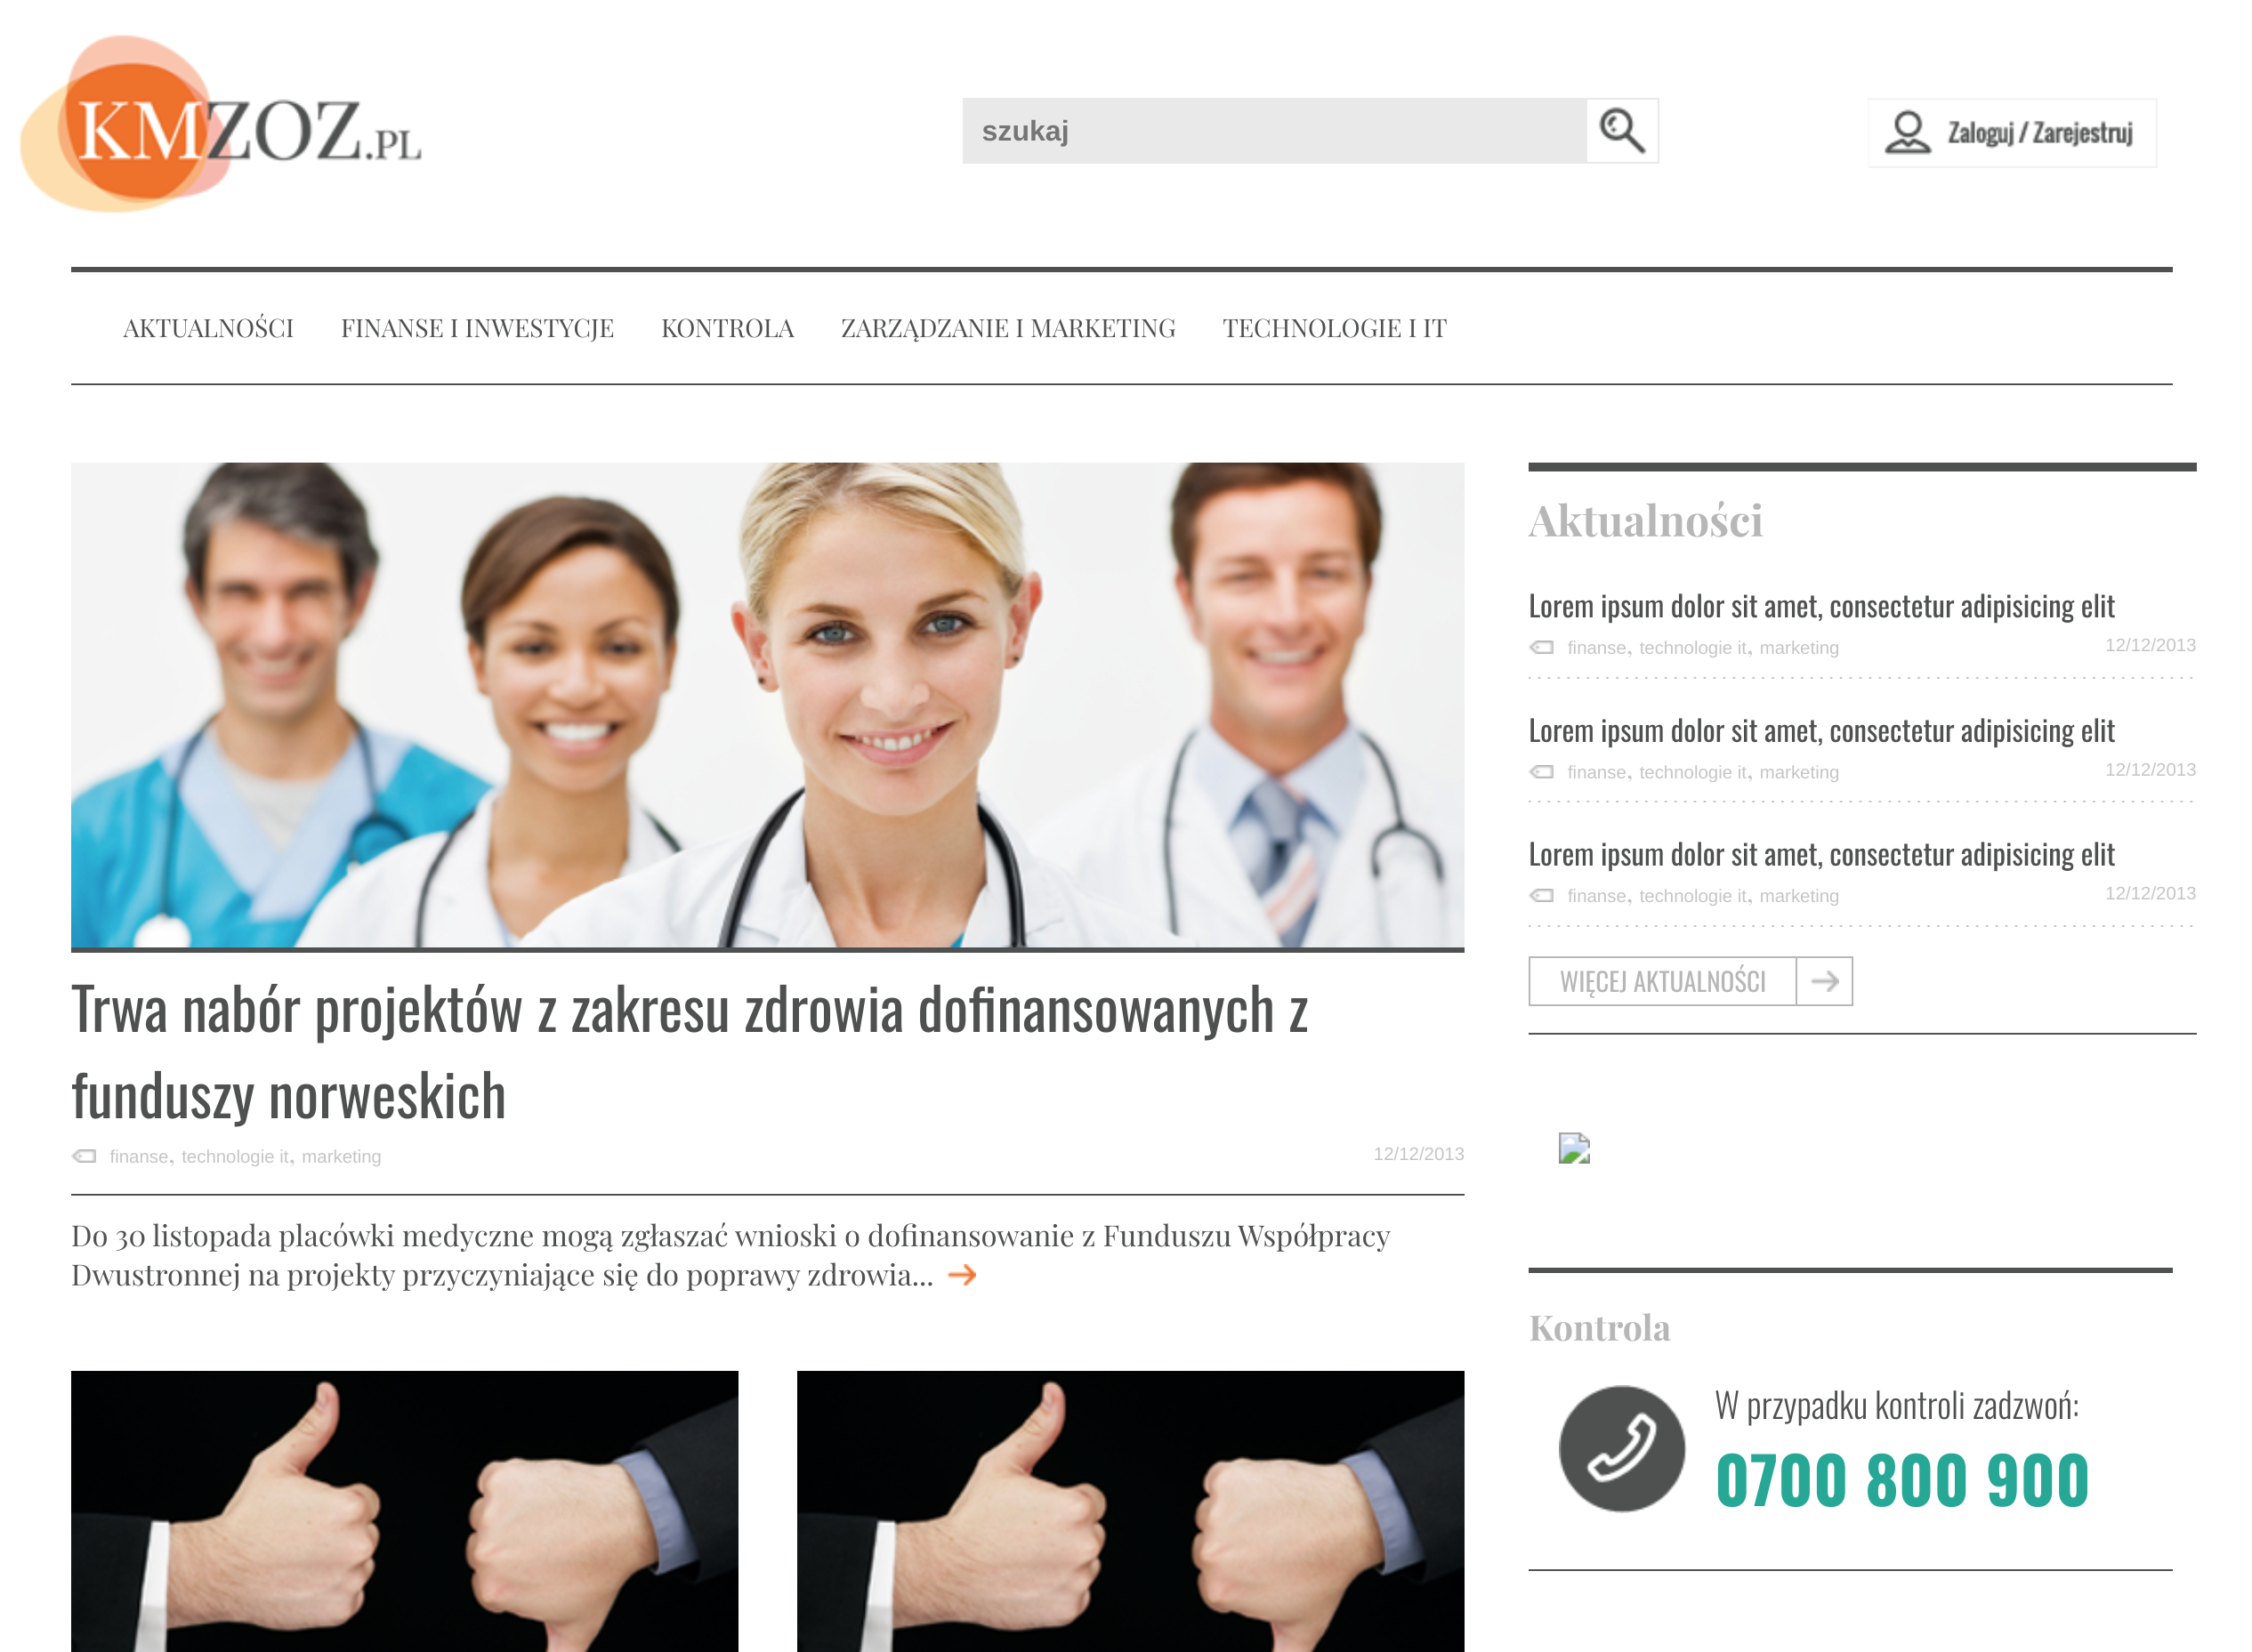 KMZOZ.PL
szukaj
Zaloguj / Zarejestruj
AKTUALNOŚCI FINANSE I INWESTYCJE KONTROLA ZARZĄDZANIE I MARKETING TECHNOLOGIE I IT
Trwa nabór projektów z zakresu zdrowia dofinansowanych z
funduszy norweskich
finanse, technologie it, marketing 12/12/2013
Do 30 listopada placówki medyczne mogą zgłaszać wnioski o dofinansowanie z Funduszu Współpracy
Dwustronnej na projekty przyczyniające się do poprawy zdrowia...
Aktualności
Lorem ipsum dolor sit amet, consectetur adipisicing elit
finanse, technologie it, marketing 12/12/2013
Lorem ipsum dolor sit amet, consectetur adipisicing elit
finanse, technologie it, marketing 12/12/2013
Lorem ipsum dolor sit amet, consectetur adipisicing elit
finanse, technologie it, marketing 12/12/2013
WIĘCEJ AKTUALNOŚCI
Kontrola
W przypadku kontroli zadzwoń:
0700 800 900